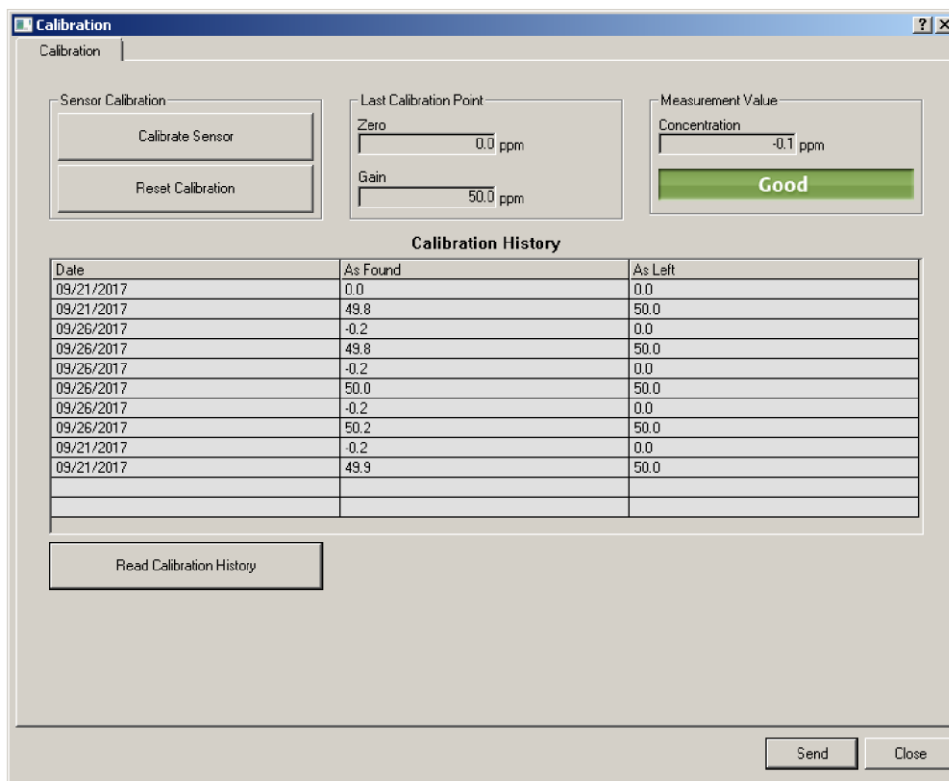 Calibration
Calibration
Sensor Calibration
Calibrate Sensor
Reset Calibration
Last Calibration Point
Zero
0.0 ppm
Gain
50.0 ppm
Measurement Value
Concentration
-0.1 ppm
Good
Calibration History
Date As Found As Left
09/21/2017 0.0 0.0
09/21/2017 49.8 50.0
09/26/2017 -0.2 0.0
09/26/2017 49.8 50.0
09/26/2017 -0.2 0.0
09/26/2017 50.0 50.0
09/26/2017 -0.2 0.0
09/26/2017 50.2 50.0
09/21/2017 -0.2 0.0
09/21/2017 49.9 50.0
Read Calibration History
Send Close